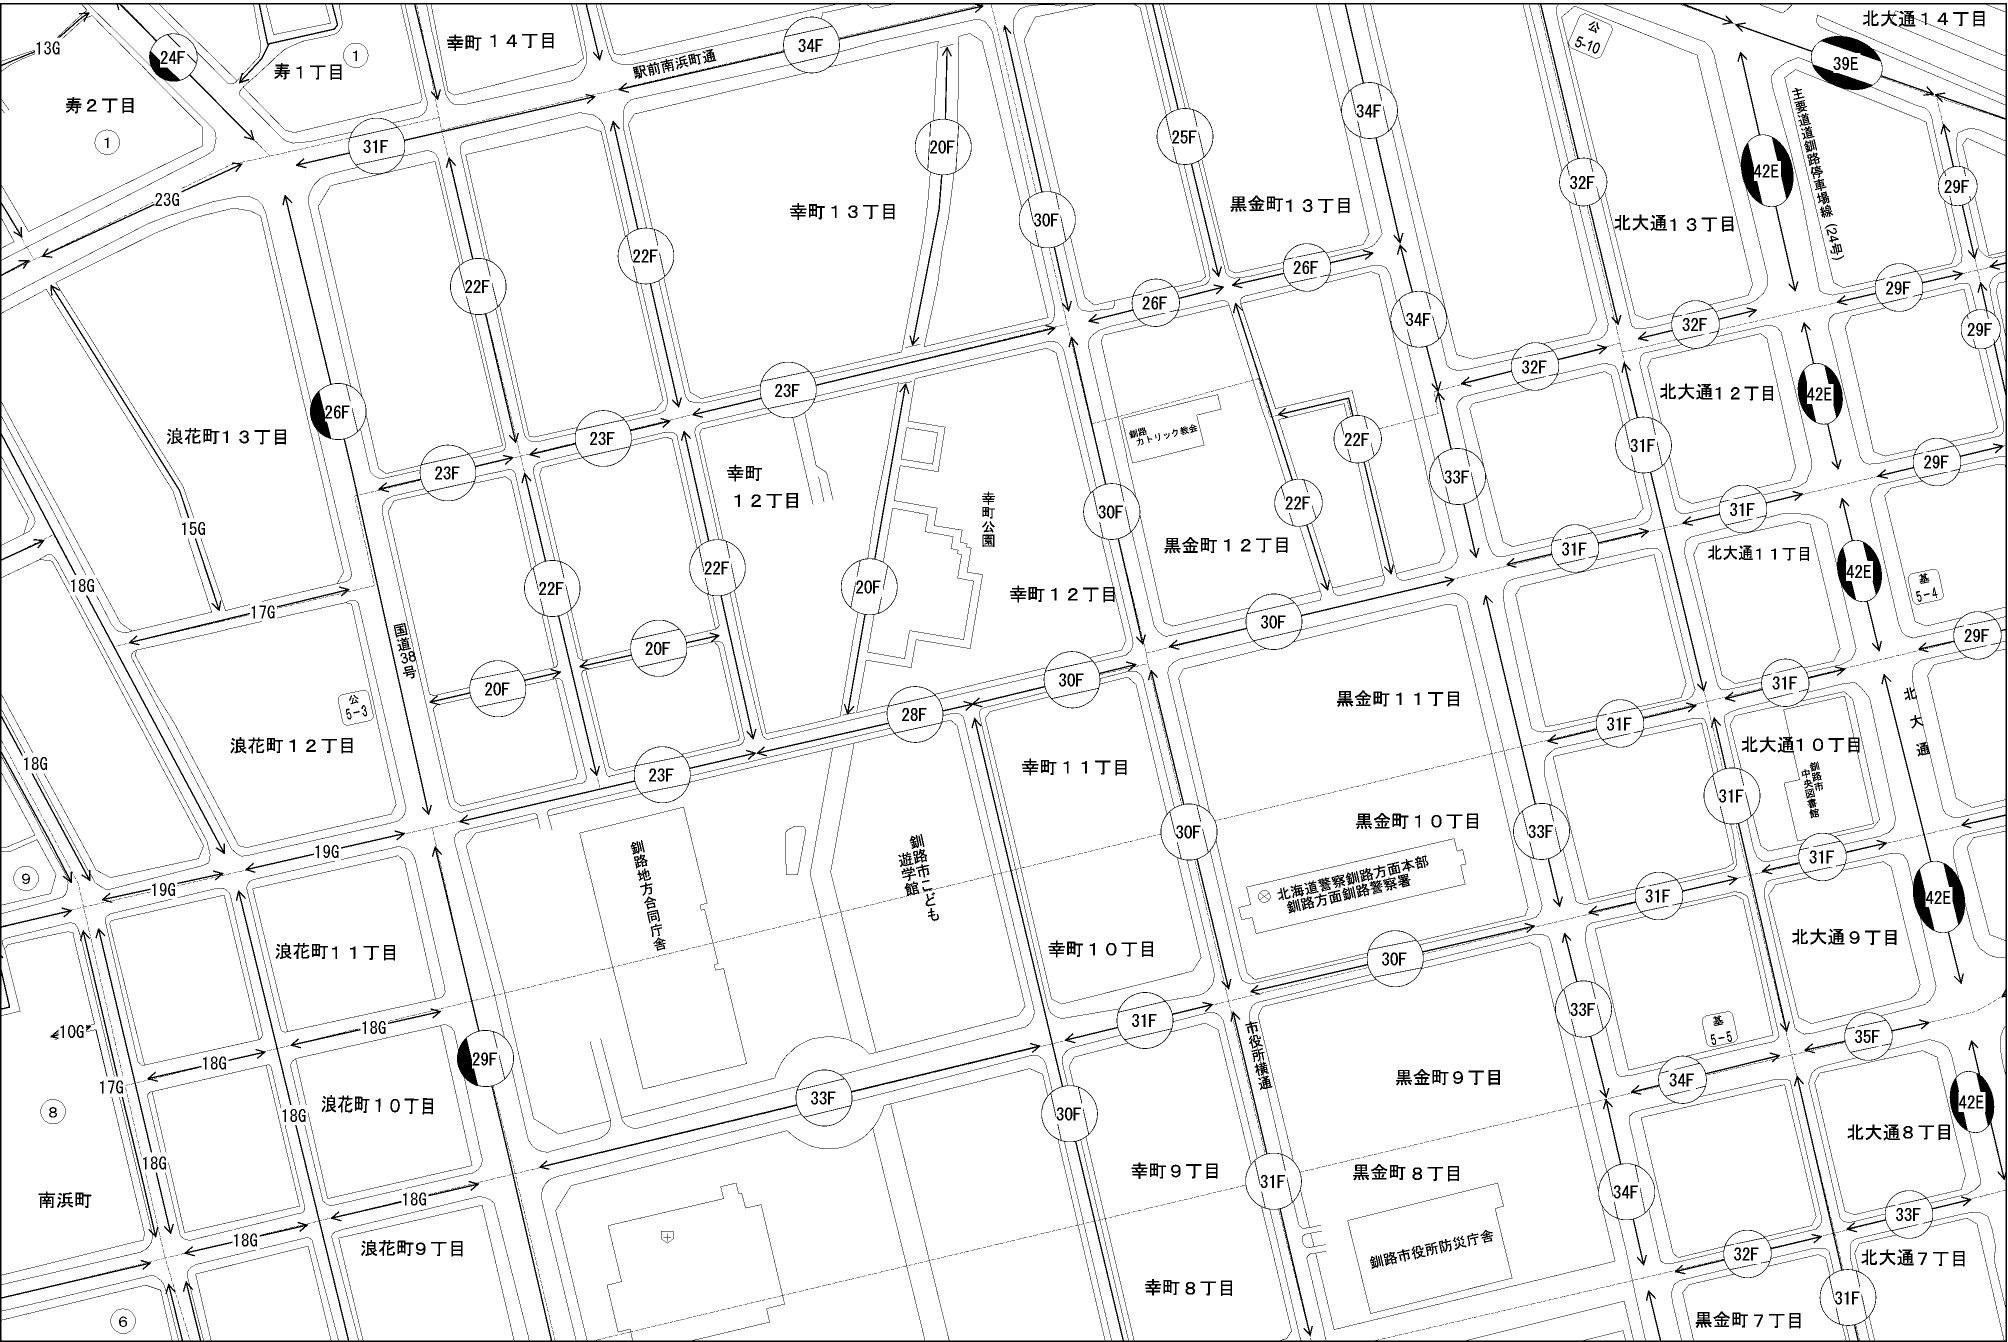 13G
24F
寿１丁目
①
幸町１４丁目
34F
駅前南浜町通
北大通１４丁目
公
5-10
39E
寿２丁目
①
31F
20F
25F
34F
32F
42E
主要道道釧路停車場線 (24号)
29F
23G
幸町１３丁目
30F
黒金町１３丁目
北大通１３丁目
22F
22F
26F
26F
34F
32F
29F
29F
浪花町１３丁目
26F
23F
23F
23F
32F
北大通１２丁目
42E
釧路
カトリック教会
22F
31F
29F
幸町
１２丁目
幸町公園
15G
30F
22F
33F
31F
黒金町１２丁目
31F
北大通１１丁目
42E
基
5-4
18G
17G
22F
22F
20F
幸町１２丁目
30F
29F
国道38号
20F
20F
30F
公
5-3
浪花町１２丁目
28F
黒金町１１丁目
31F
31F
北大通
18G
23F
幸町１１丁目
北大通１０丁目
釧路市
中央図書館
31F
19G
釧路地方合同庁舎
釧路市こども
遊学館
30F
黒金町１０丁目
33F
31F
⑨
19G
北海道警察釧路方面本部
釧路方面釧路警察署
31F
42E
浪花町１１丁目
幸町１０丁目
30F
北大通９丁目
10G
18G
18G
31F
市役所横通
33F
基
5-5
35F
17G
29F
黒金町９丁目
34F
⑧
18G
浪花町１０丁目
33F
30F
42E
北大通８丁目
18G
南浜町
18G
幸町９丁目
31F
黒金町８丁目
34F
33F
18G
浪花町９丁目
釧路市役所防災庁舎
32F
北大通７丁目
幸町８丁目
31F
⑥
黒金町７丁目